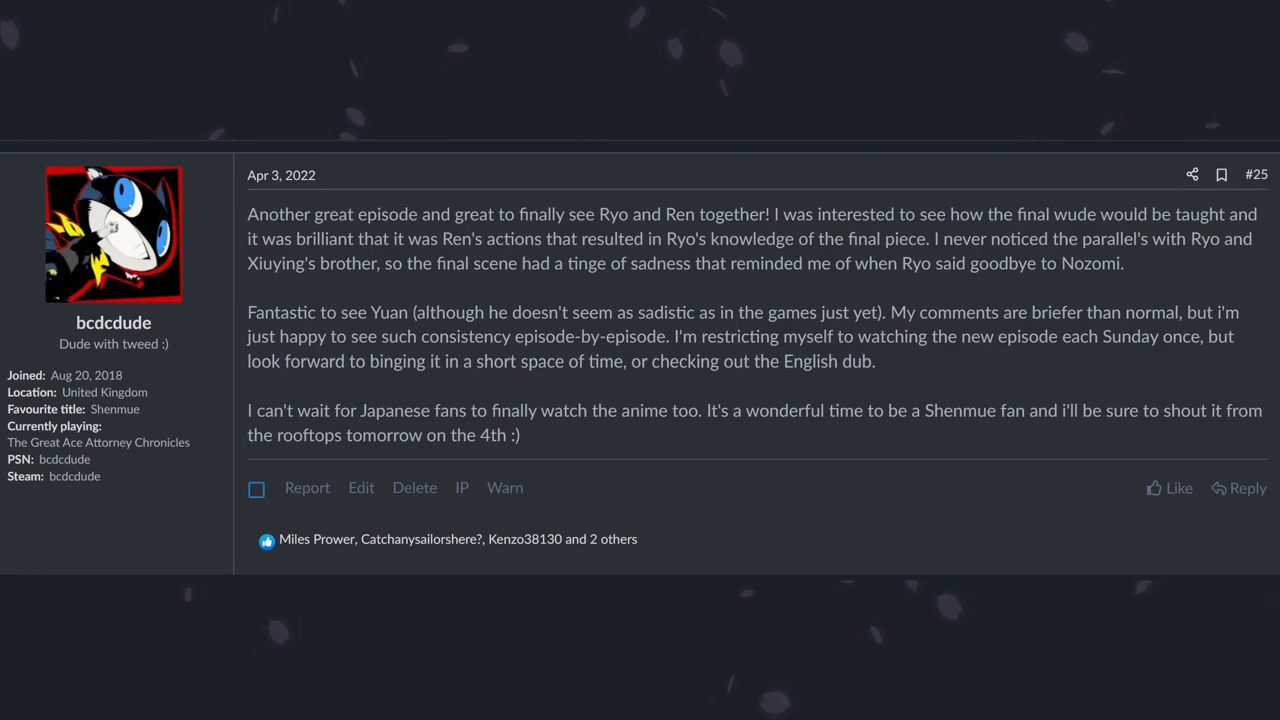 Apr 3, 2022
#25
Another great episode and great to finally see Ryo and Ren together! I was interested to see how the final wude would be taught and
it was brilliant that it was Ren's actions that resulted in Ryo's knowledge of the final piece. I never noticed the parallel's with Ryo and
Xiuying's brother, so the final scene had a tinge of sadness that reminded me of when Ryo said goodbye to Nozomi.
Fantastic to see Yuan (although he doesn't seem as sadistic as in the games just yet). My comments are briefer than normal, but i'm
just happy to see such consistency episode-by-episode. I'm restricting myself to watching the new episode each Sunday once, but
look forward to binging it in a short space of time, or checking out the English dub.
I can't wait for Japanese fans to finally watch the anime too. It's a wonderful time to be a Shenmue fan and i'll be sure to shout it from
the rooftops tomorrow on the 4th :)
bcdcdude
Dude with tweed :)
Joined: Aug 20, 2018
Location: United Kingdom
Favourite title: Shenmue
Currently playing:
The Great Ace Attorney Chronicles
PSN: bcdcdude
Steam: bcdcdude
Report Edit Delete IP Warn
Like Reply
Miles Prower, Catchanysailorshere?, Kenzo38130 and 2 others